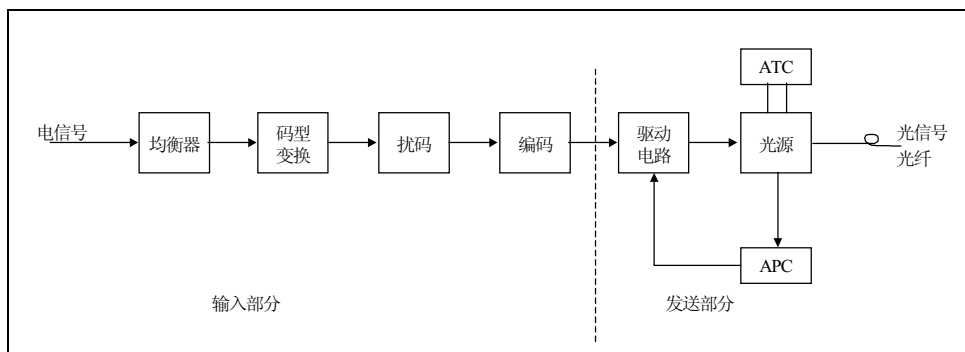 ATC
电信号
均衡器
码型
变换
扰码
编码
驱动
电路
光源
光信号
光纤
APC
输入部分
发送部分